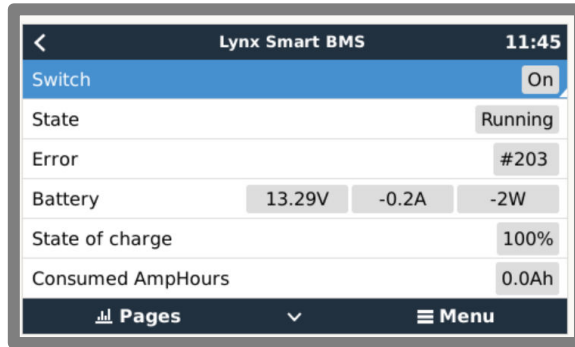 Lynx Smart BMS 11:45
Switch On
State Running
Error #203
Battery 13.29V -0.2A -2W
State of charge 100%
Consumed AmpHours 0.0Ah
Pages Menu